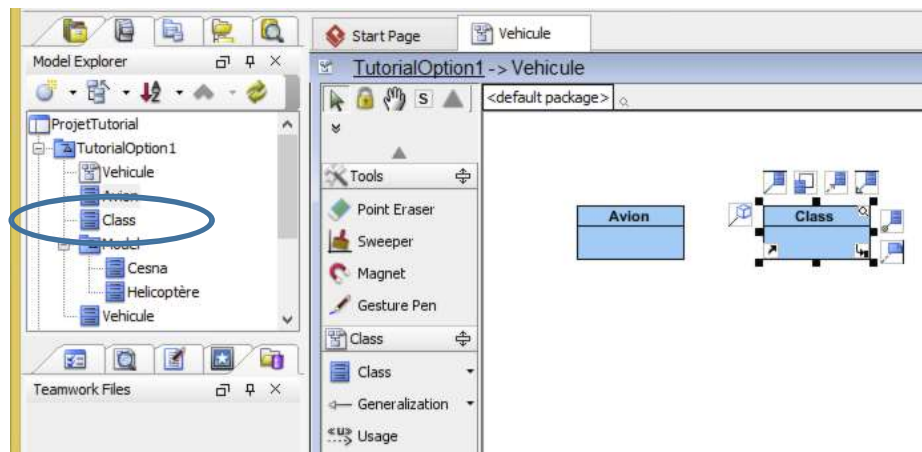 Start Page
Vehicule
Model Explorer
TutorialOption1 -> Vehicule
S
<default package>
ProjetTutorial
TutorialOption1
Vehicule
Avion
Class
Model
Cesna
Helicoptère
Vehicule
Tools
Point Eraser
Sweeper
Magnet
Gesture Pen
Class
Class
Generalization
Usage
Avion
Class
Teamwork Files